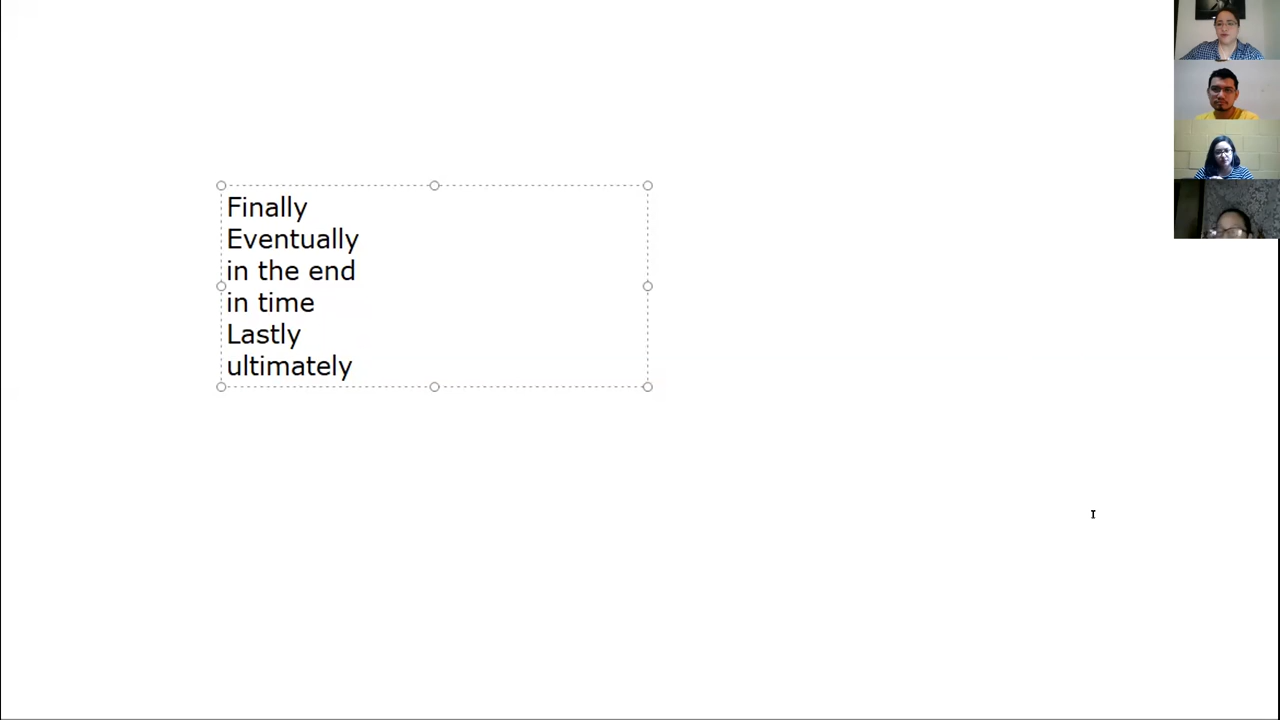 Finally
Eventually
in the end
in time
Lastly
ultimately